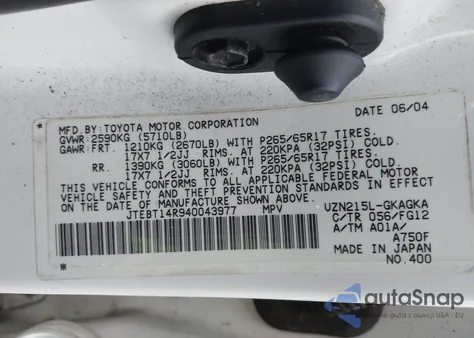 DATE 06/04
MFD.BY:TOYOTA MOTOR CORPORATION
GVWR:2590KG (5710LB)
GAWR:FRT. 1210KG (2670LB) WITH P265/65R17 TIRES,
17X7 1/2JJ RIMS, AT 220KPA (32PSI) COLD.
RR. 1390KG (3060LB) WITH P265/65R17 TIRES,
17X7 1/2JJ RIMS, AT 220KPA (32PSI) COLD.
THIS VEHICLE CONFORMS TO ALL APPLICABLE FEDERAL MOTOR
VEHICLE SAFETY AND THEFT PREVENTION STANDARDS IN
EFFECT ON THE DATE OF MANUFACTURE SHOWN ABOVE.
* JTEBT14R940043977 MPV UZN215L-GKAGKA
C/TR 056/FG12
A/TM A01A/
A750F
MADE IN JAPAN
* NO.400
autoSnap
Autos z aukcji USA i EU